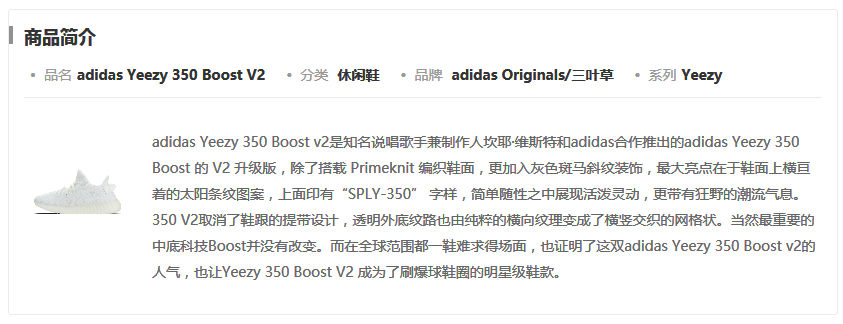 商品简介
• 品名 adidas Yeezy 350 Boost V2 • 分类 休闲鞋 • 品牌 adidas Originals/三叶草 • 系列 Yeezy
adidas Yeezy 350 Boost v2是知名说唱歌手兼制作人坎耶·维斯特和adidas合作推出的adidas Yeezy 350
Boost 的 V2 升级版，除了搭载 Primeknit 编织鞋面，更加入灰色斑马斜纹装饰，最大亮点在于鞋面上横亘
着的太阳条纹图案，上面印有“SPLY-350” 字样，简单随性之中展现活泼灵动，更带有狂野的潮流气息。
350 V2取消了鞋跟的提带设计，透明外底纹路也由纯粹的横向纹理变成了横竖交织的网格状。当然最重要的
中底科技Boost并没有改变。而在全球范围都一鞋难求得场面，也证明了这双adidas Yeezy 350 Boost v2的
人气，也让Yeezy 350 Boost V2 成为了刷爆球鞋圈的明星级鞋款。